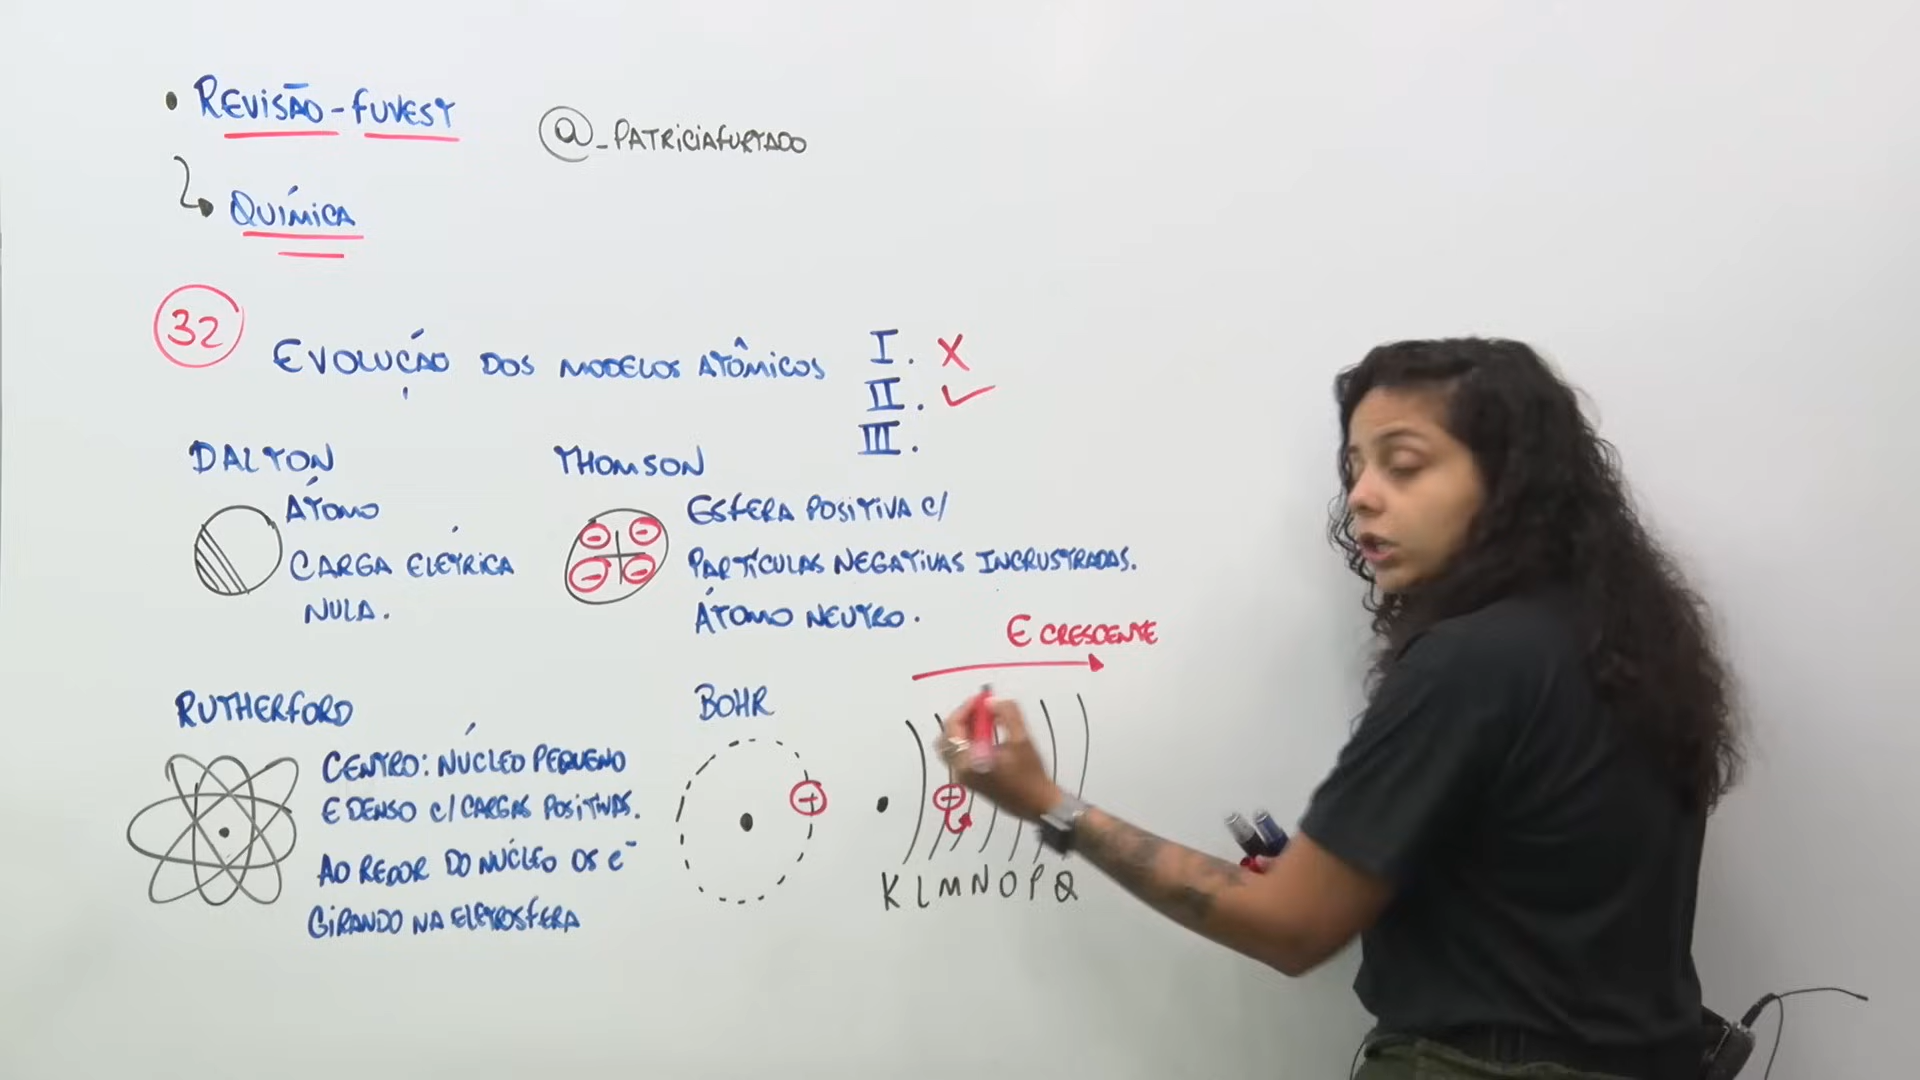 • REVISÃO-FUVEST
@_PATRICIAFURTADO
QUÍMICA
32
EVOLUÇÃO DOS MODELOS ATÔMICOS
I. X
II. ✓
III.
DALTON
ÁTOMO
CARGA ELÉTRICA
NULA.
THOMSON
ESFERA POSITIVA C/
PARTÍCULAS NEGATIVAS INCRUSTRADAS.
ÁTOMO NEUTRO.
RUTHERFORD
CENTRO: NÚCLEO PEQUENO
E DENSO C/ CARGAS POSITIVAS.
AO REDOR DO NÚCLEO OS e⁻
GIRANDO NA ELETROSFERA
BOHR
E CRESCENTE
K L M N O P Q